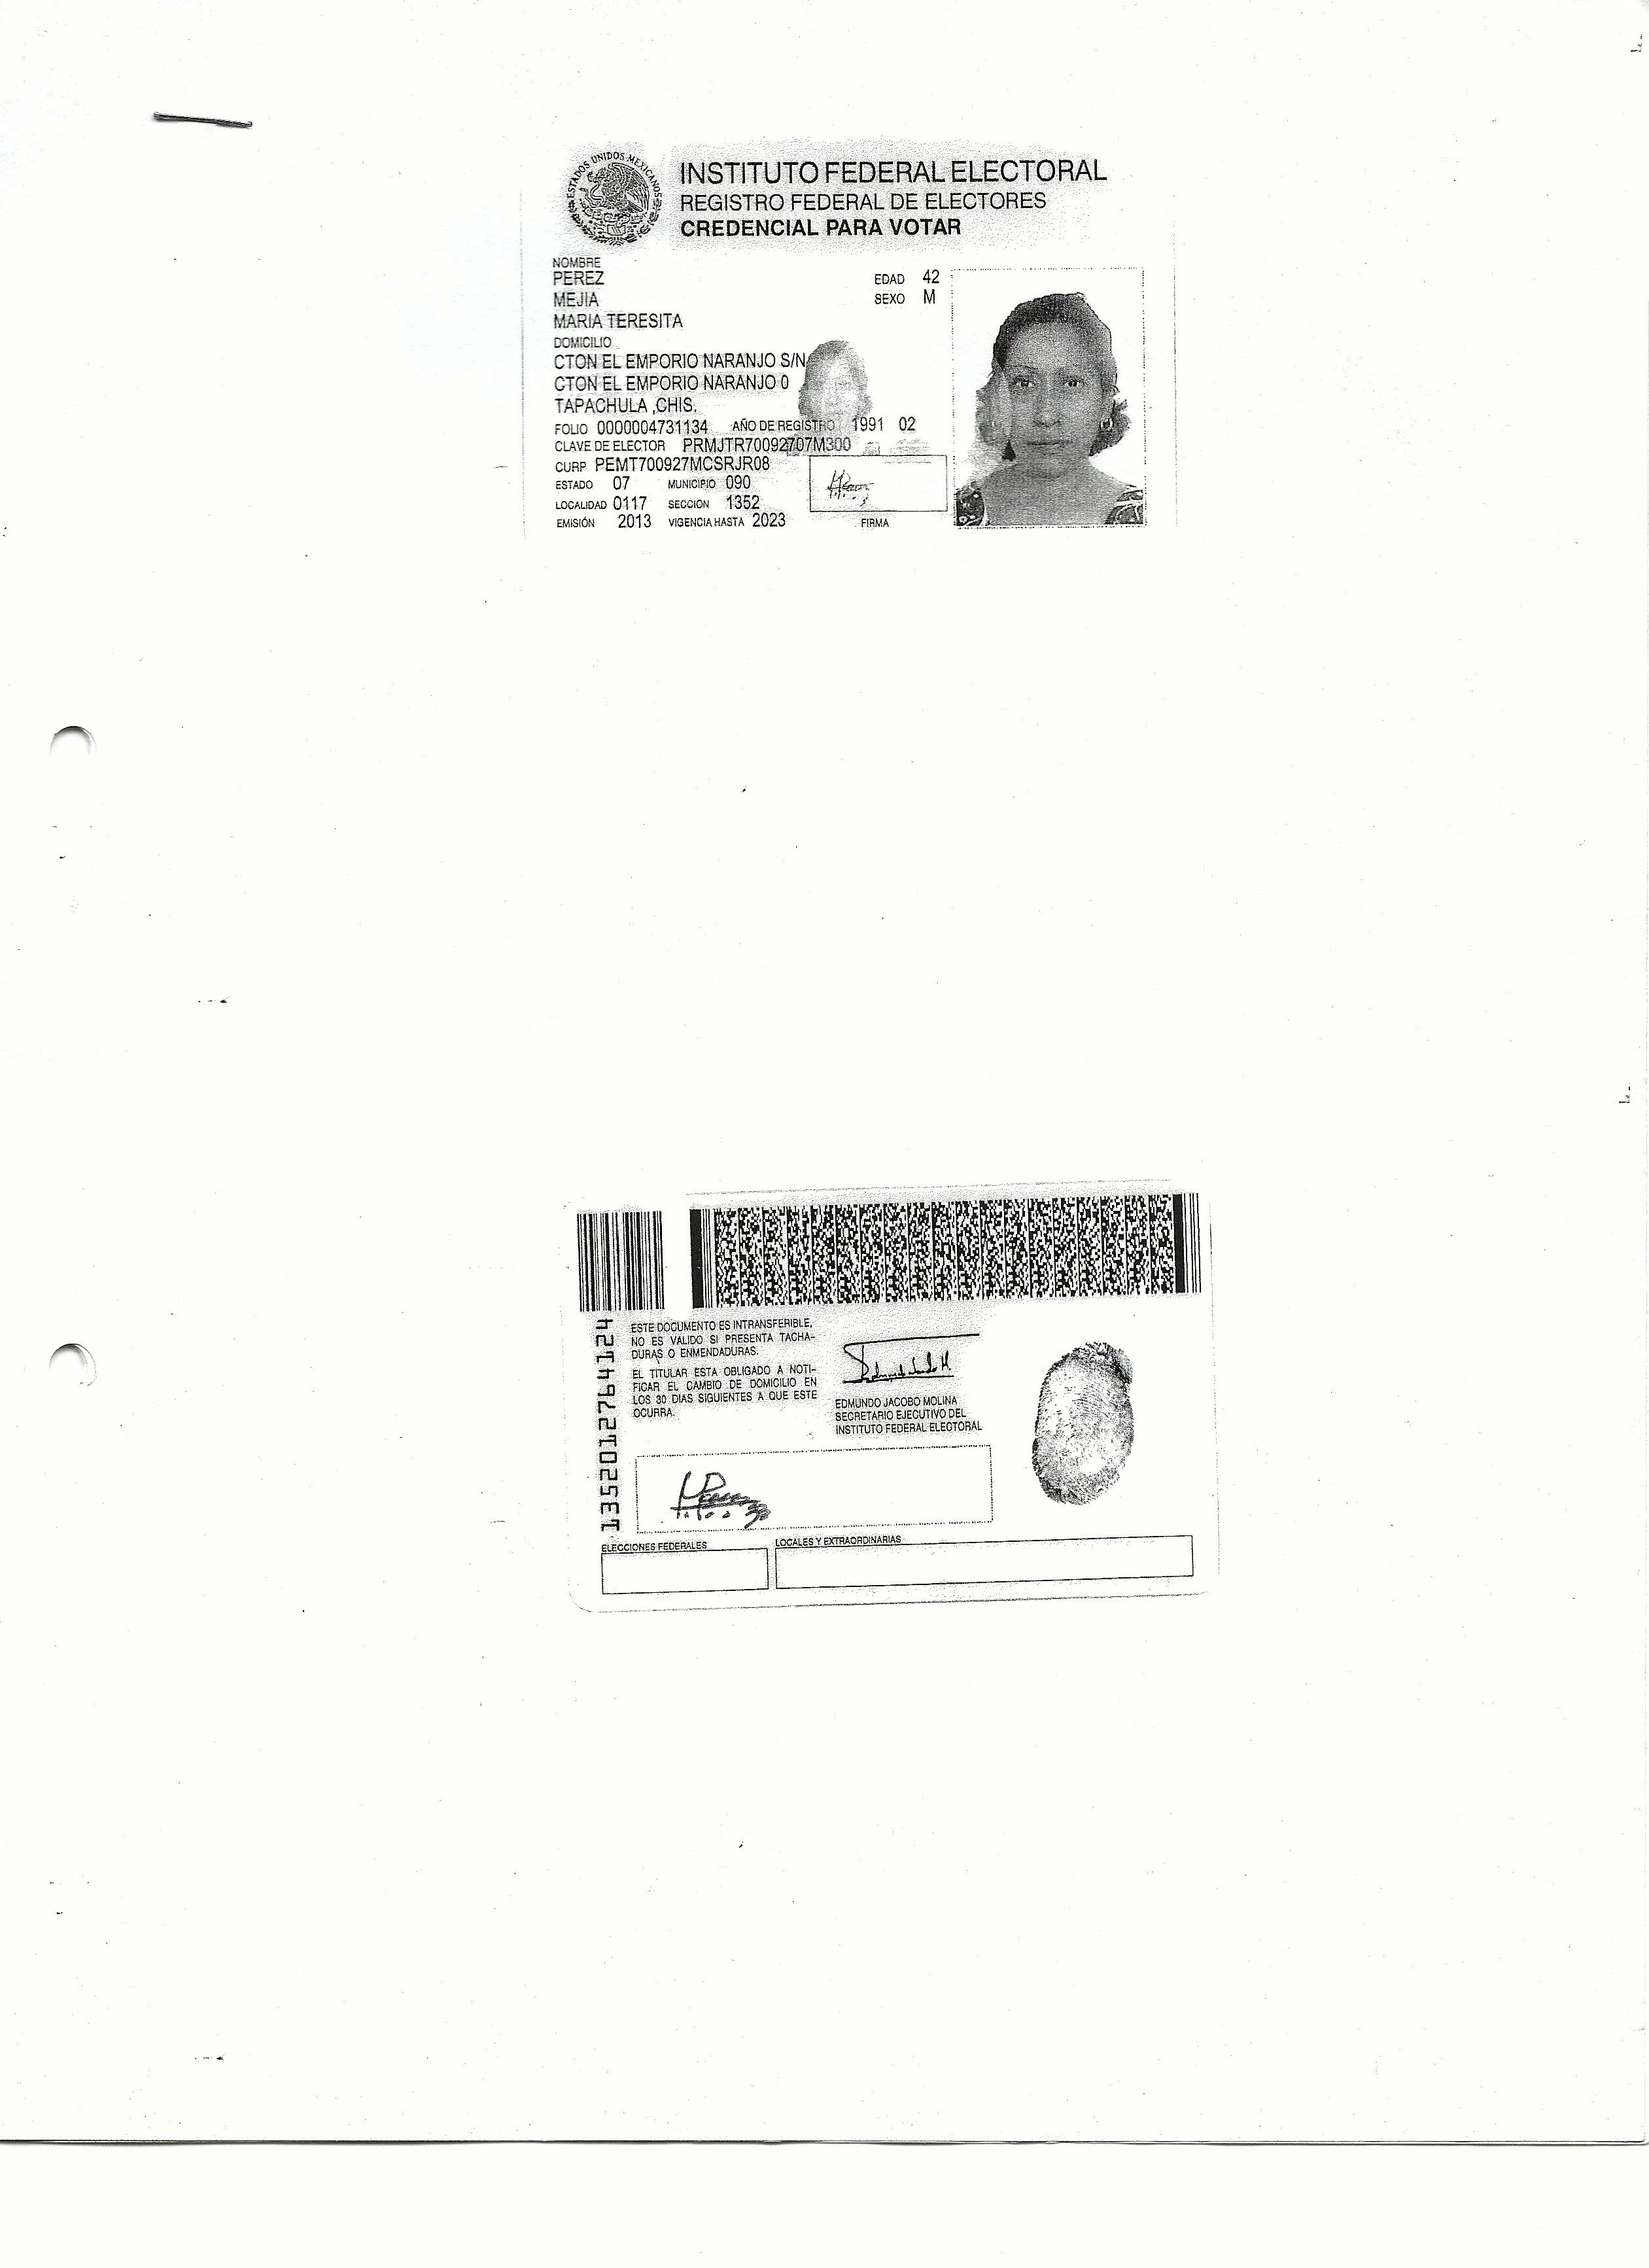 ESTADOS UNIDOS MEXICANOS
INSTITUTO FEDERAL ELECTORAL
REGISTRO FEDERAL DE ELECTORES
CREDENCIAL PARA VOTAR
NOMBRE
PEREZ
MEJIA
MARIA TERESITA
EDAD 42
SEXO M
DOMICILIO
CTON EL EMPORIO NARANJO S/N
CTON EL EMPORIO NARANJO 0
TAPACHULA ,CHIS.
FOLIO 0000004731134 AÑO DE REGISTRO 1991 02
CLAVE DE ELECTOR PRMJTR70092707M300
CURP PEMT700927MCSRJR08
ESTADO 07 MUNICIPIO 090
LOCALIDAD 0117 SECCION 1352
EMISIÓN 2013 VIGENCIA HASTA 2023
FIRMA
1352012764124
ESTE DOCUMENTO ES INTRANSFERIBLE,
NO ES VALIDO SI PRESENTA TACHA-
DURAS O ENMENDADURAS.
EL TITULAR ESTA OBLIGADO A NOTI-
FICAR EL CAMBIO DE DOMICILIO EN
LOS 30 DIAS SIGUIENTES A QUE ESTE
OCURRA.
EDMUNDO JACOBO MOLINA
SECRETARIO EJECUTIVO DEL
INSTITUTO FEDERAL ELECTORAL
ELECCIONES FEDERALES
LOCALES Y EXTRAORDINARIAS